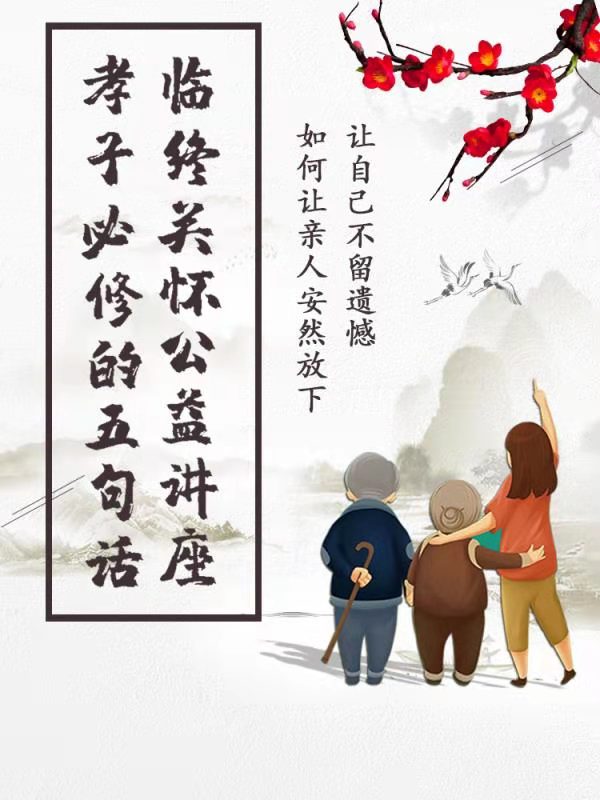 临终关怀公益讲座
孝子必修的五句话
让自己不留遗憾
如何让亲人安然放下